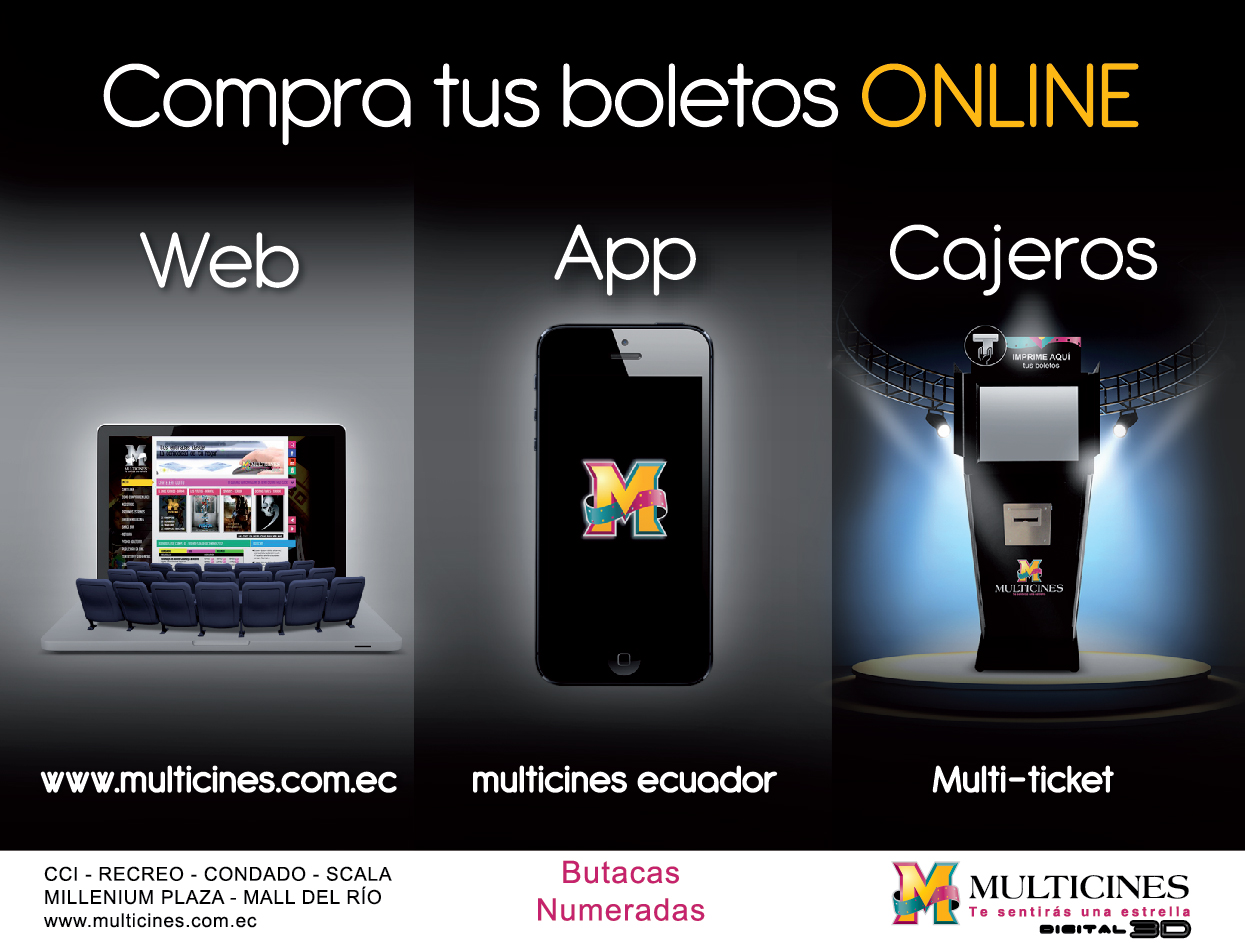 Compra tus boletos ONLINE
Web
App
Cajeros
IMPRIME AQUÍ
tus boletos
MULTICINES
MULTICINES
MULTICINES
www.multicines.com.ec
multicines ecuador
Multi-ticket
CCI - RECREO - CONDADO - SCALA
MILLENIUM PLAZA - MALL DEL RÍO
www.multicines.com.ec
Butacas
Numeradas
MULTICINES
Te sentirás una estrella
DIGITAL 3D